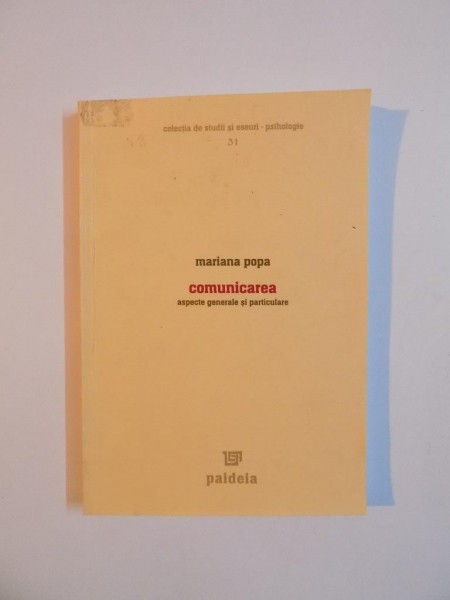 colecția de studii și eseuri - psihologie
31
mariana popa
comunicarea
aspecte generale și particulare
paideia